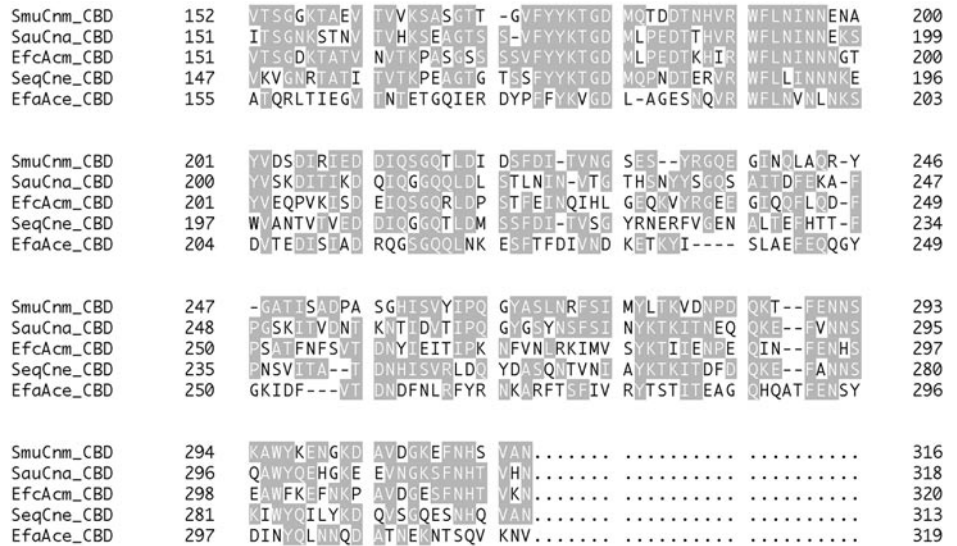 SmuCnm_CBD 152 VTSGGKTAEV TVVKSASGTT -GVFYYKTGD MQTDDTNHVR WFLNINNENA 200
SauCna_CBD 151 ITSGNKSTNV TVHKSEAGTS S-VFYYKTGD MLPEDTTHVR WFLNINNEKS 199
EfcAcm_CBD 151 VTSGDKTATV NVTKPASGSS SSVFYYKTGD MLPEDTKHIR WFLNINNNGT 200
SeqCne_CBD 147 VKVGNRTATI TVTKPEAGTG TSSFYYKTGD MQPNDTERVR WFLLINNNKE 196
EfaAce_CBD 155 ATQRLTIEGV TNTETGQIER DYPFFYKVGD L-AGESNQVR WFLNVNLNKS 203
SmuCnm_CBD 201 YVDSDIRIED DIQSGQTLDI DSFDI-TVNG SES--YRGQE GINQLAQR-Y 246
SauCna_CBD 200 YVSKDITIKD QIQGGQQLDL STLNIN-VTG THSNYYSGQS AITDFEKA-F 247
EfcAcm_CBD 201 YVEQPVKISD EIQSGQRLDP STFEINQIHL GEQKVYRGEE GIQQFLQD-F 249
SeqCne_CBD 197 WVANTVTVED DIQGGQTLDM SSFDI-TVSG YRNERFVGEN ALTEFHTT-F 234
EfaAce_CBD 204 DVTEDISIAD RQGSGQQLNK ESFTFDIVND KETKYI---- SLAEFEQQGY 249
SmuCnm_CBD 247 -GATISADPA SGHISVYIPQ GYASLNRFSI MYLTKVDNPD QKT--FENNS 293
SauCna_CBD 248 PGSKITVDNT KNTIDVTIPQ GYGSYNSFSI NYKTKITNEQ QKE--FVNNS 295
EfcAcm_CBD 250 PSATFNFSVT DNYIEITIPK NFVNLRKIMV SYKTIIENPE QIN--FENHS 297
SeqCne_CBD 235 PNSVITA--T DNHISVRLDQ YDASQNTVNI AYKTKITDFD QKE--FANNS 280
EfaAce_CBD 250 GKIDF---VT DNDFNLRFYR NKARFTSFIV RYTSTITEAG QHQATFENSY 296
SmuCnm_CBD 294 KAWYKENGKD AVDGKEFNHS VAN....... .......... .......... 316
SauCna_CBD 296 QAWYQEHGKE EVNGKSFNHT VHN....... .......... .......... 318
EfcAcm_CBD 298 EAWFKEFNKP AVDGESFNHT VKN....... .......... .......... 320
SeqCne_CBD 281 KIWYQILYKD QVSGQESNHQ VAN....... .......... .......... 313
EfaAce_CBD 297 DINYQLNNQD ATNEKNTSQV KNV....... .......... .......... 319